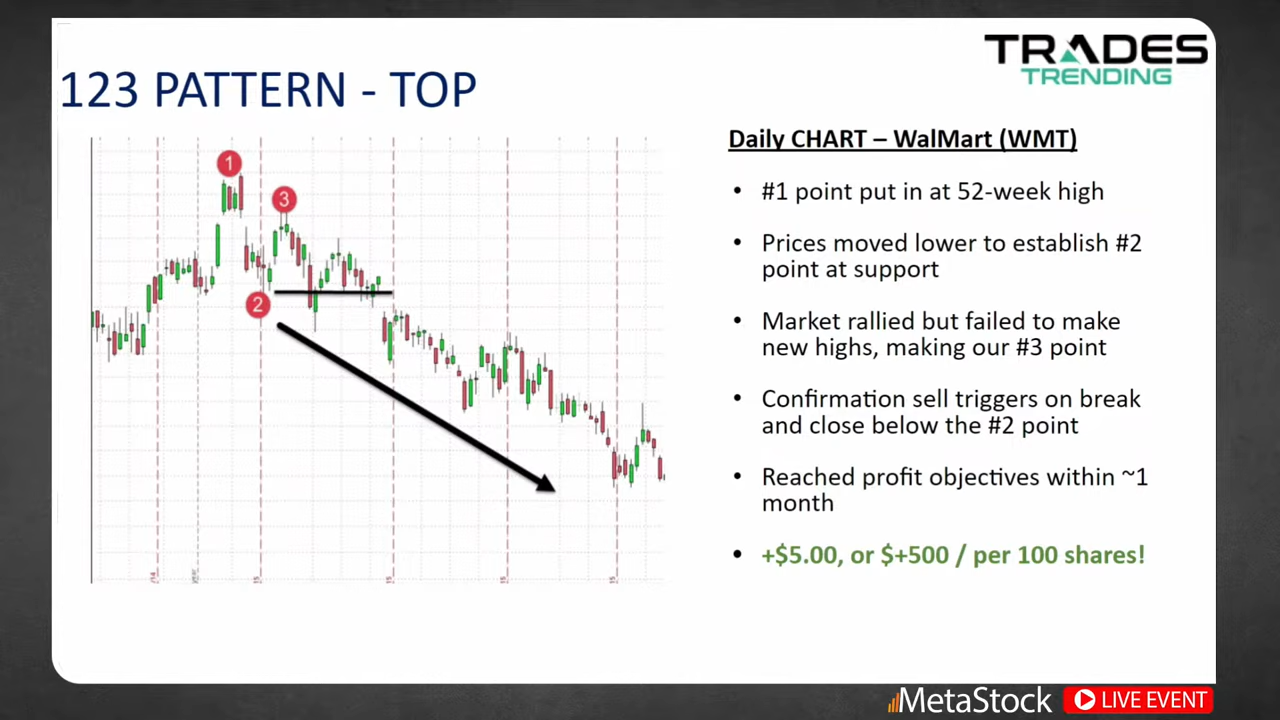 TRADES
TRENDING
123 PATTERN - TOP
1
3
2
Daily CHART – WalMart (WMT)
• #1 point put in at 52-week high
• Prices moved lower to establish #2
point at support
• Market rallied but failed to make
new highs, making our #3 point
• Confirmation sell triggers on break
and close below the #2 point
• Reached profit objectives within ~1
month
• +$5.00, or $+500 / per 100 shares!
MetaStock
LIVE EVENT